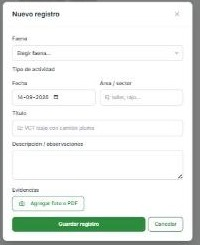 Nuevo registro
×
Faena
Elegir faena...
Tipo de actividad
Fecha
Área / sector
14-09-2026
Ej: taller, rajo...
Título
Ej: VCT
Descripción / observaciones
Evidencias
Agregar foto o PDF
Guardar registro
Cancelar